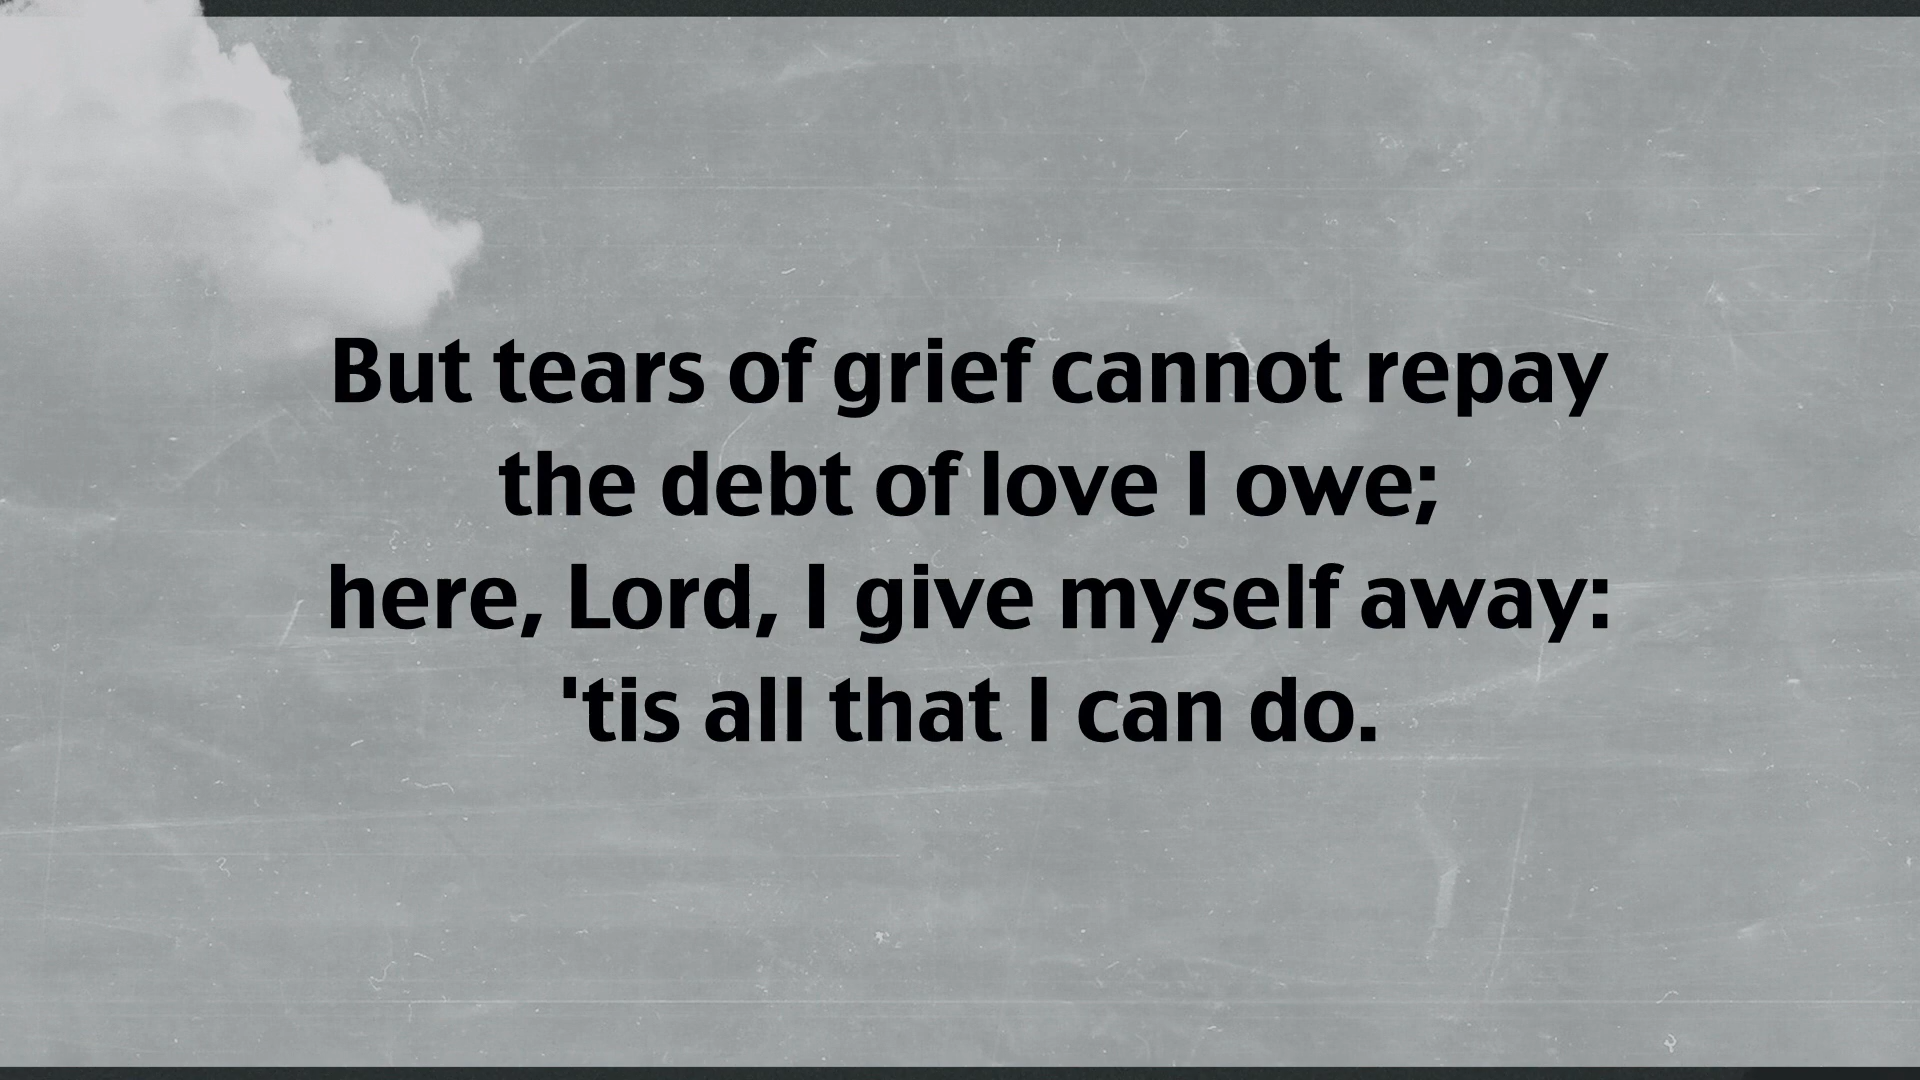 But tears of grief cannot repay
the debt of love I owe;
here, Lord, I give myself away:
'tis all that I can do.